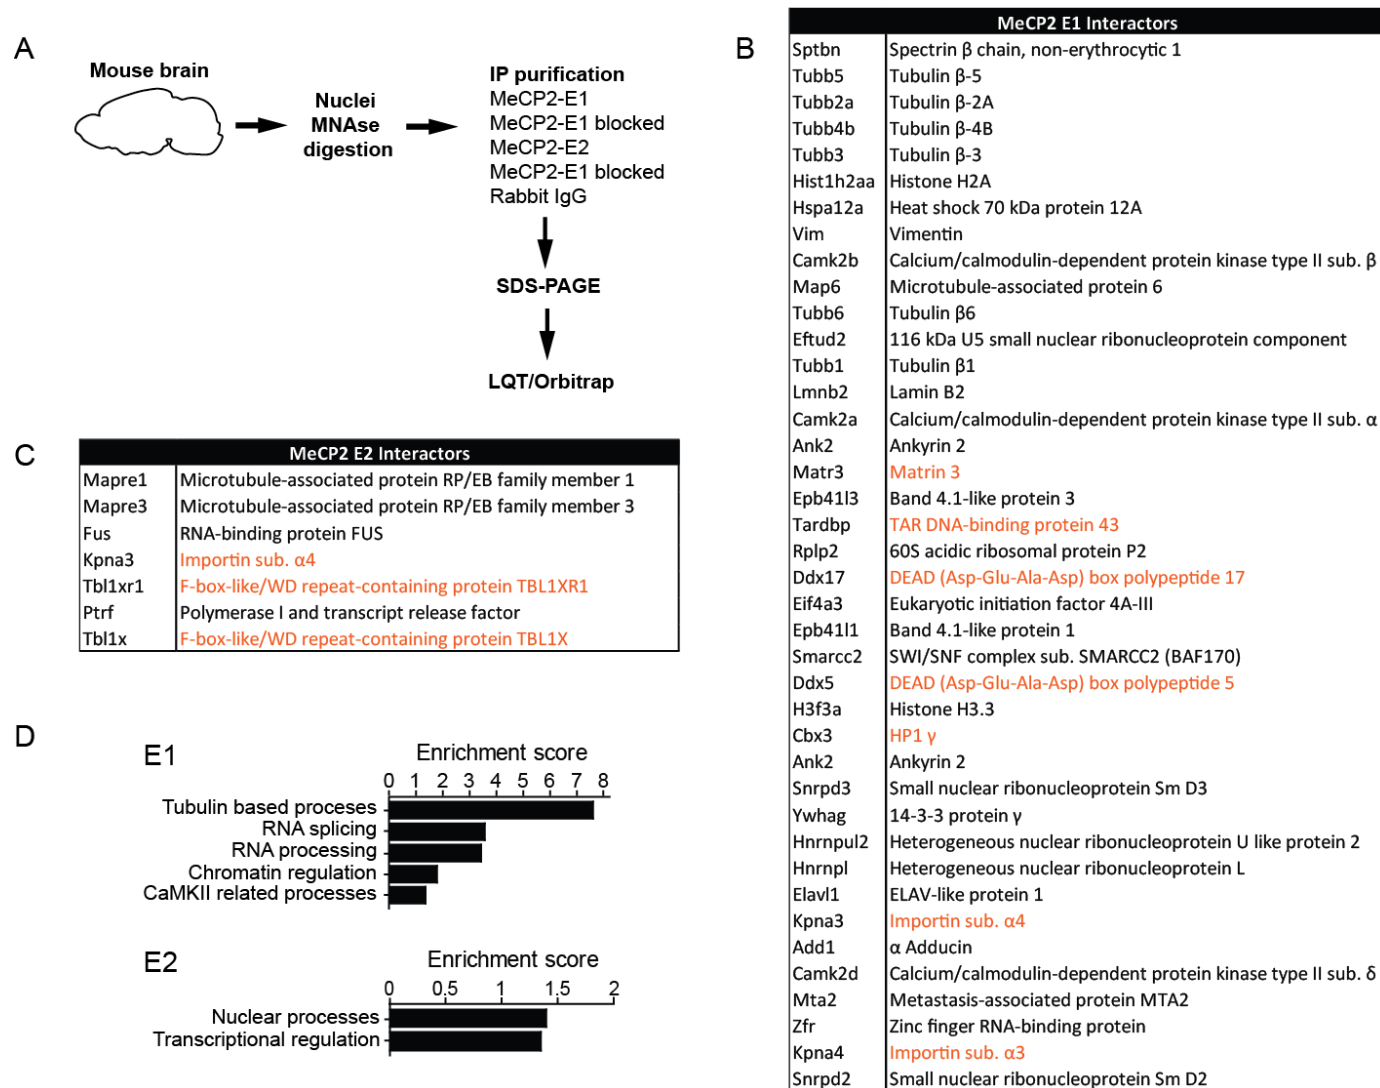 A
Mouse brain
Nuclei
MNAse
digestion
IP purification
MeCP2-E1
MeCP2-E1 blocked
MeCP2-E2
MeCP2-E1 blocked
Rabbit IgG
SDS-PAGE
LQT/Orbitrap
B
MeCP2 E1 Interactors
Sptbn Spectrin β chain, non-erythrocytic 1
Tubb5 Tubulin β-5
Tubb2a Tubulin β-2A
Tubb4b Tubulin β-4B
Tubb3 Tubulin β-3
Hist1h2aa Histone H2A
Hspa12a Heat shock 70 kDa protein 12A
Vim Vimentin
Camk2b Calcium/calmodulin-dependent protein kinase type II sub. β
Map6 Microtubule-associated protein 6
Tubb6 Tubulin β6
Eftud2 116 kDa U5 small nuclear ribonucleoprotein component
Tubb1 Tubulin β1
Lmnb2 Lamin B2
Camk2a Calcium/calmodulin-dependent protein kinase type II sub. α
Ank2 Ankyrin 2
Matr3 Matrin 3
Epb41l3 Band 4.1-like protein 3
Tardbp TAR DNA-binding protein 43
Rplp2 60S acidic ribosomal protein P2
Ddx17 DEAD (Asp-Glu-Ala-Asp) box polypeptide 17
Eif4a3 Eukaryotic initiation factor 4A-III
Epb41l1 Band 4.1-like protein 1
Smarcc2 SWI/SNF complex sub. SMARCC2 (BAF170)
Ddx5 DEAD (Asp-Glu-Ala-Asp) box polypeptide 5
H3f3a Histone H3.3
Cbx3 HP1 γ
Ank2 Ankyrin 2
Snrpd3 Small nuclear ribonucleoprotein Sm D3
Ywhag 14-3-3 protein γ
Hnrnpul2 Heterogeneous nuclear ribonucleoprotein U like protein 2
Hnrnpl Heterogeneous nuclear ribonucleoprotein L
Elavl1 ELAV-like protein 1
Kpna3 Importin sub. α4
Add1 α Adducin
Camk2d Calcium/calmodulin-dependent protein kinase type II sub. δ
Mta2 Metastasis-associated protein MTA2
Zfr Zinc finger RNA-binding protein
Kpna4 Importin sub. α3
Snrpd2 Small nuclear ribonucleoprotein Sm D2
C
MeCP2 E2 Interactors
Mapre1 Microtubule-associated protein RP/EB family member 1
Mapre3 Microtubule-associated protein RP/EB family member 3
Fus RNA-binding protein FUS
Kpna3 Importin sub. α4
Tbl1xr1 F-box-like/WD repeat-containing protein TBL1XR1
Ptrf Polymerase I and transcript release factor
Tbl1x F-box-like/WD repeat-containing protein TBL1X
D
E1
Enrichment score
0 1 2 3 4 5 6 7 8
Tubulin based proceses
RNA splicing
RNA processing
Chromatin regulation
CaMKII related processes
E2
Enrichment score
0 0.5 1 1.5 2
Nuclear processes
Transcriptional regulation